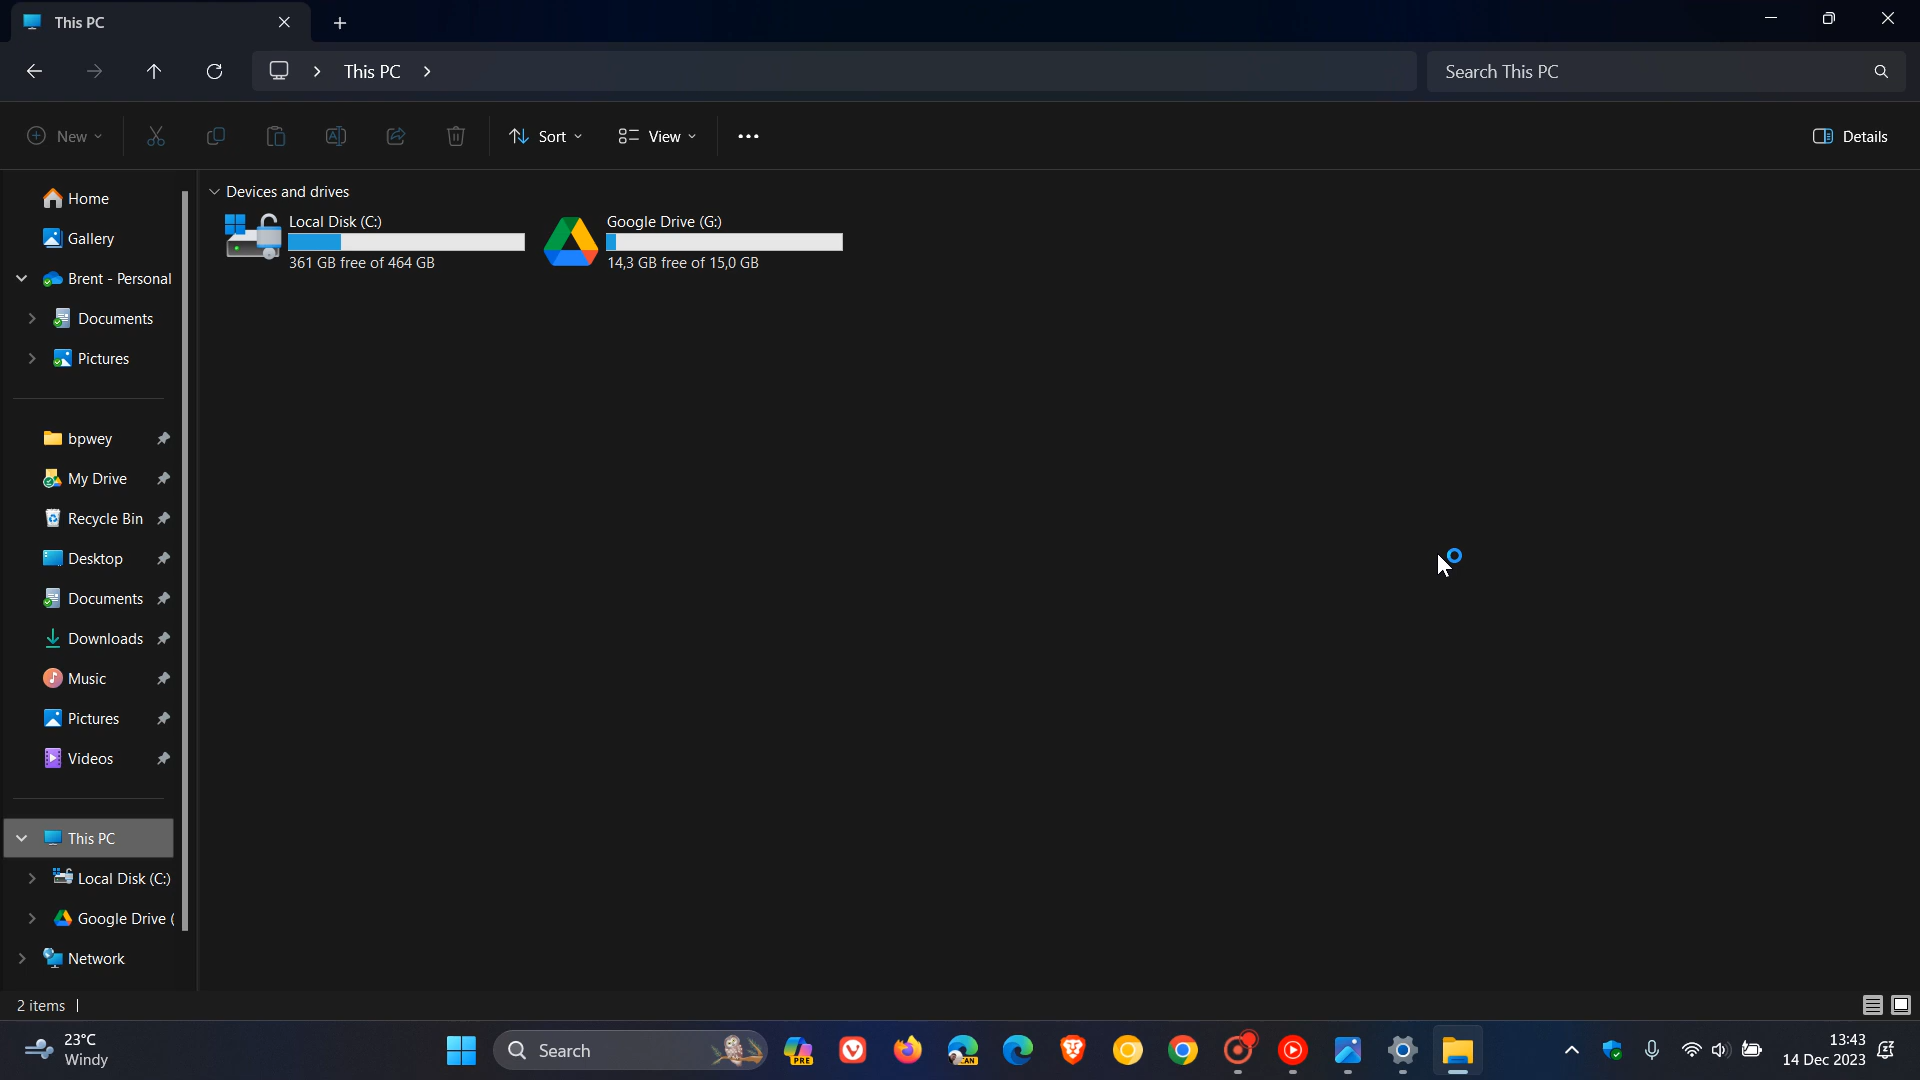 This PC
This PC
Search This PC
New
Sort
View
Details
Home
Gallery
Brent - Personal
Documents
Pictures
bpwey
My Drive
Recycle Bin
Desktop
Documents
Downloads
Music
Pictures
Videos
This PC
Local Disk (C:)
Google Drive (
Network
Devices and drives
Local Disk (C:)
361 GB free of 464 GB
Google Drive (G:)
14,3 GB free of 15,0 GB
2 items
23°C
Windy
Search
PRE
CAN
13:43
14 Dec 2023